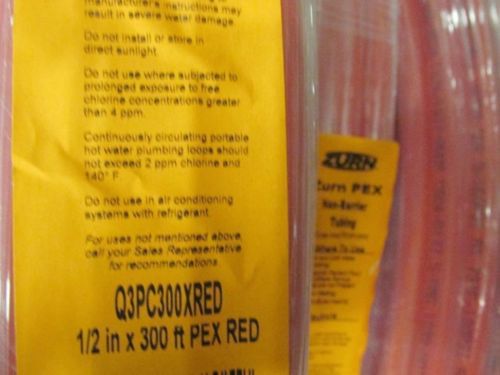 manufacturer's instructions may
result in severe water damage.
Do not install or store in
direct sunlight.
Do not use where subjected to
prolonged exposure to free
chlorine concentrations greater
than 4 ppm.
Continuously circulating portable
hot water plumbing loops should
not exceed 2 ppm chlorine and
140° F
Do not use in air conditioning
systems with refrigerant.
For uses not mentioned above,
call your Sales Representative
for recommendations.
Q3PC300XRED
1/2 in x 300 ft PEX RED
ZURN
Zurn PEX
Non-Barrier
Tubing
Where To Use